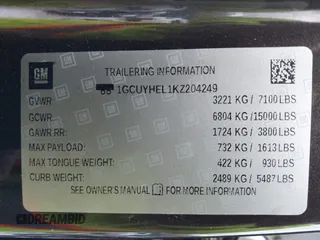 GM
TRAILERING INFORMATION
1GCUYHEL1KZ204249
GVWR: 3221 KG / 7100 LBS
GCWR: 6804 KG / 15000 LBS
GAWR RR: 1724 KG / 3800 LBS
MAX PAYLOAD: 732 KG / 1613 LBS
MAX TONGUE WEIGHT: 422 KG / 930 LBS
CURB WEIGHT: 2489 KG / 5487 LBS
SEE OWNER'S MANUAL FOR MORE INFORMATION
DREAMBID